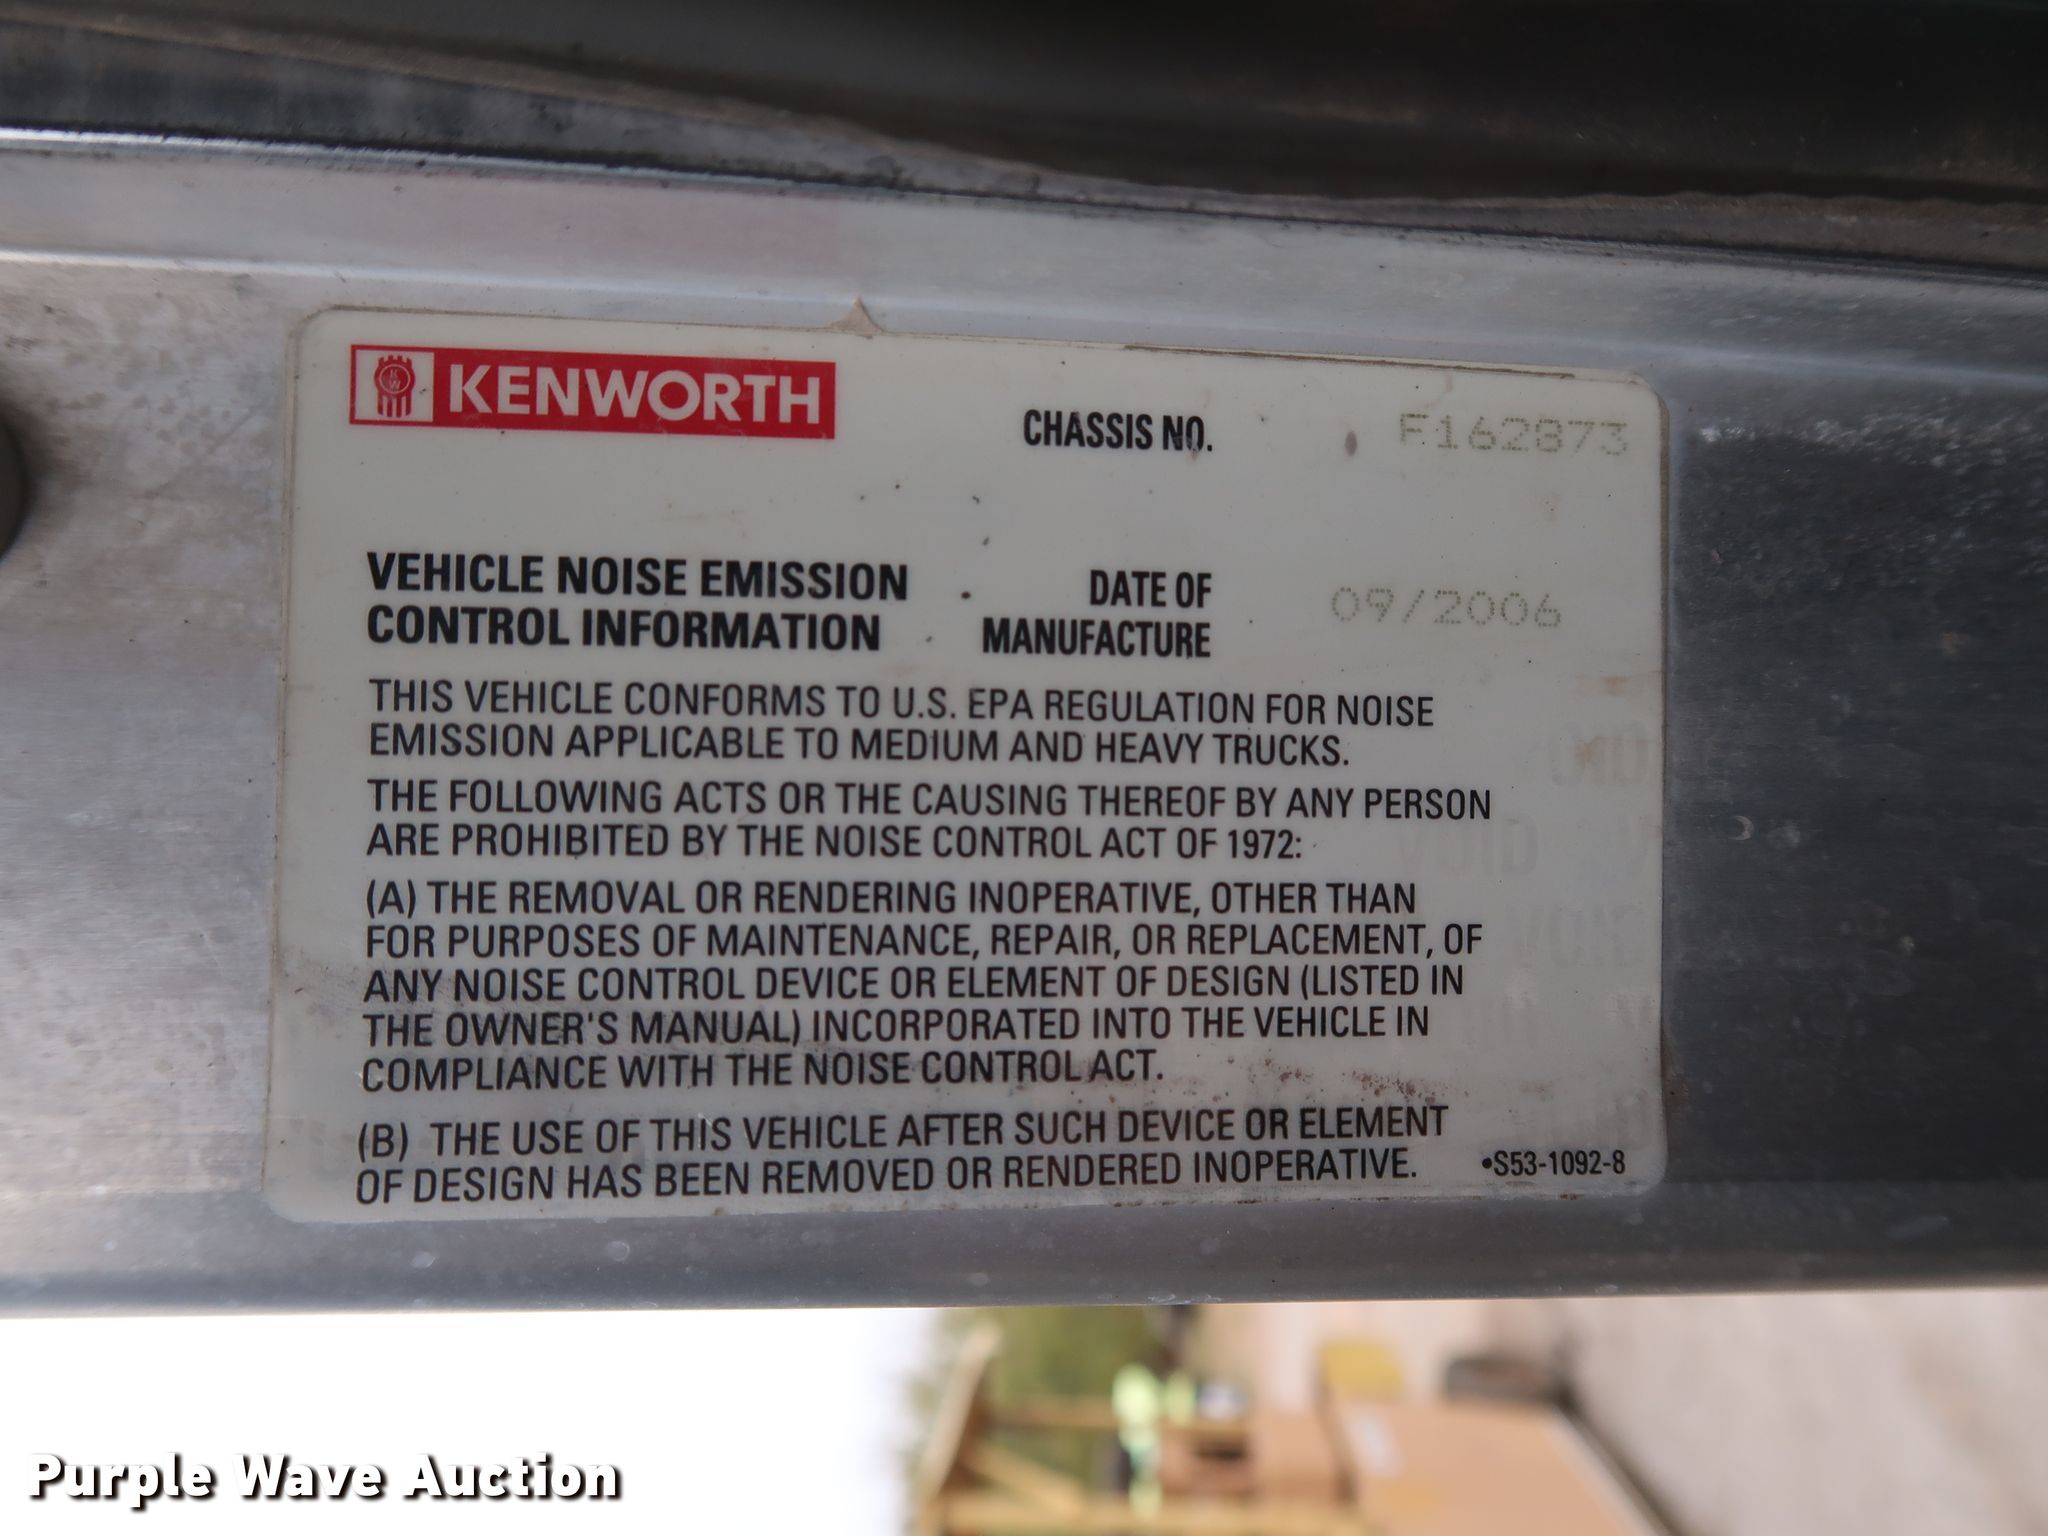 KENWORTH
CHASSIS NO. F162873
VEHICLE NOISE EMISSION
CONTROL INFORMATION
DATE OF
MANUFACTURE
09/2006
THIS VEHICLE CONFORMS TO U.S. EPA REGULATION FOR NOISE
EMISSION APPLICABLE TO MEDIUM AND HEAVY TRUCKS.
THE FOLLOWING ACTS OR THE CAUSING THEREOF BY ANY PERSON
ARE PROHIBITED BY THE NOISE CONTROL ACT OF 1972:
(A) THE REMOVAL OR RENDERING INOPERATIVE, OTHER THAN
FOR PURPOSES OF MAINTENANCE, REPAIR, OR REPLACEMENT, OF
ANY NOISE CONTROL DEVICE OR ELEMENT OF DESIGN (LISTED IN
THE OWNER'S MANUAL) INCORPORATED INTO THE VEHICLE IN
COMPLIANCE WITH THE NOISE CONTROL ACT.
(B) THE USE OF THIS VEHICLE AFTER SUCH DEVICE OR ELEMENT
OF DESIGN HAS BEEN REMOVED OR RENDERED INOPERATIVE.
•S53-1092-8
Purple Wave Auction